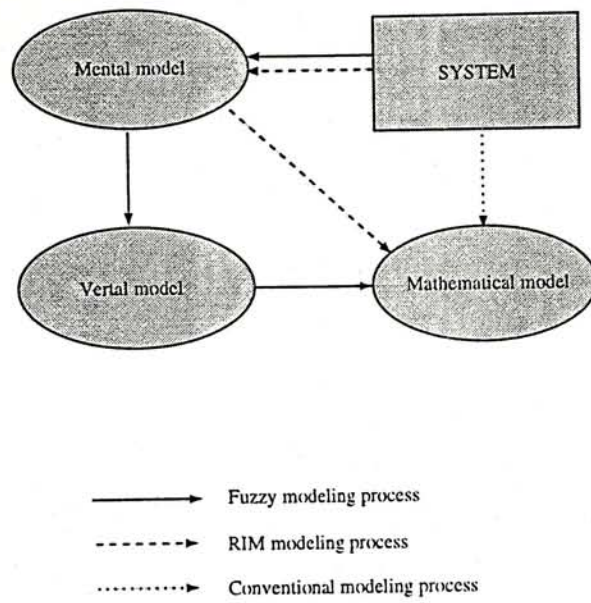 Mental model
SYSTEM
Vertal model
Mathematical model
Fuzzy modeling process
RIM modeling process
Conventional modeling process